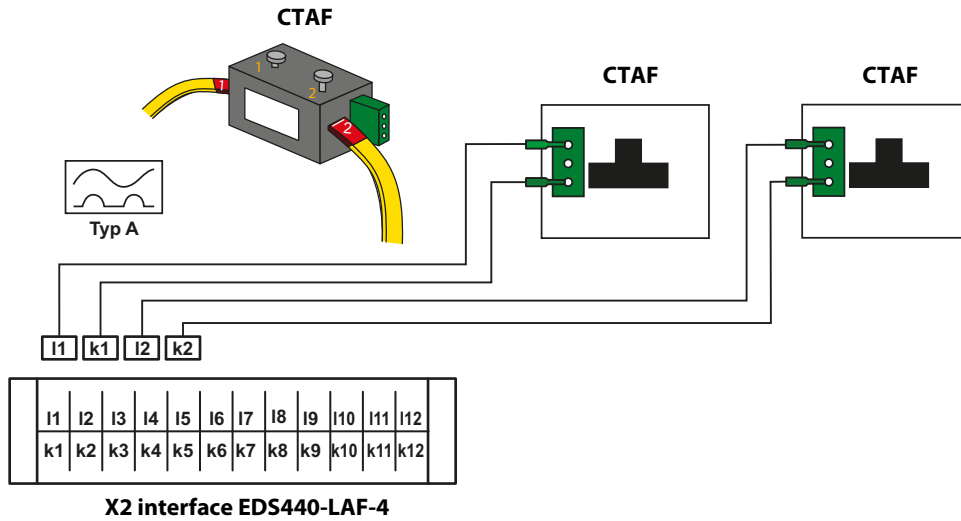 CTAF
CTAF
CTAF
1
2
1
2
Typ A
l1 k1 l2 k2
l1 l2 l3 l4 l5 l6 l7 l8 l9 l10 l11 l12
k1 k2 k3 k4 k5 k6 k7 k8 k9 k10 k11 k12
X2 interface EDS440-LAF-4